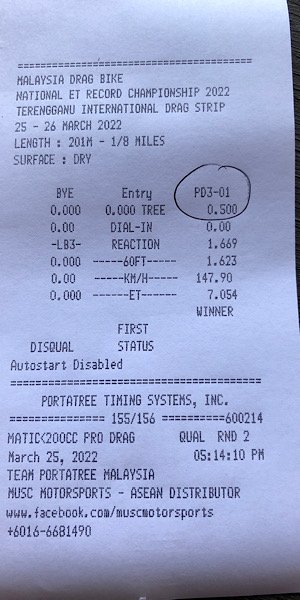 ================================
MALAYSIA DRAG BIKE
NATIONAL ET RECORD CHAMPIONSHIP 2022
TERENGGANU INTERNATIONAL DRAG STRIP
25 - 26 MARCH 2022
LENGTH : 201M - 1/8 MILES
SURFACE : DRY
BYE Entry PD3-01
0.000 0.000 TREE 0.500
0.00 DIAL-IN 0.00
-LB3- REACTION 1.669
0.000 -----60FT----- 1.623
0.00 -----KM/H----- 147.90
0.000 ------ET------ 7.054
WINNER
FIRST
DISQUAL STATUS
Autostart Disabled
====================================
PORTATREE TIMING SYSTEMS, INC.
=============== 155/156 ==========600214
MATIC<200CC PRO DRAG QUAL RND 2
March 25, 2022 05:14:10 PM
TEAM PORTATREE MALAYSIA
MUSC MOTORSPORTS - ASEAN DISTRIBUTOR
www.facebook.com/muscmotorsports
+6016-6681490